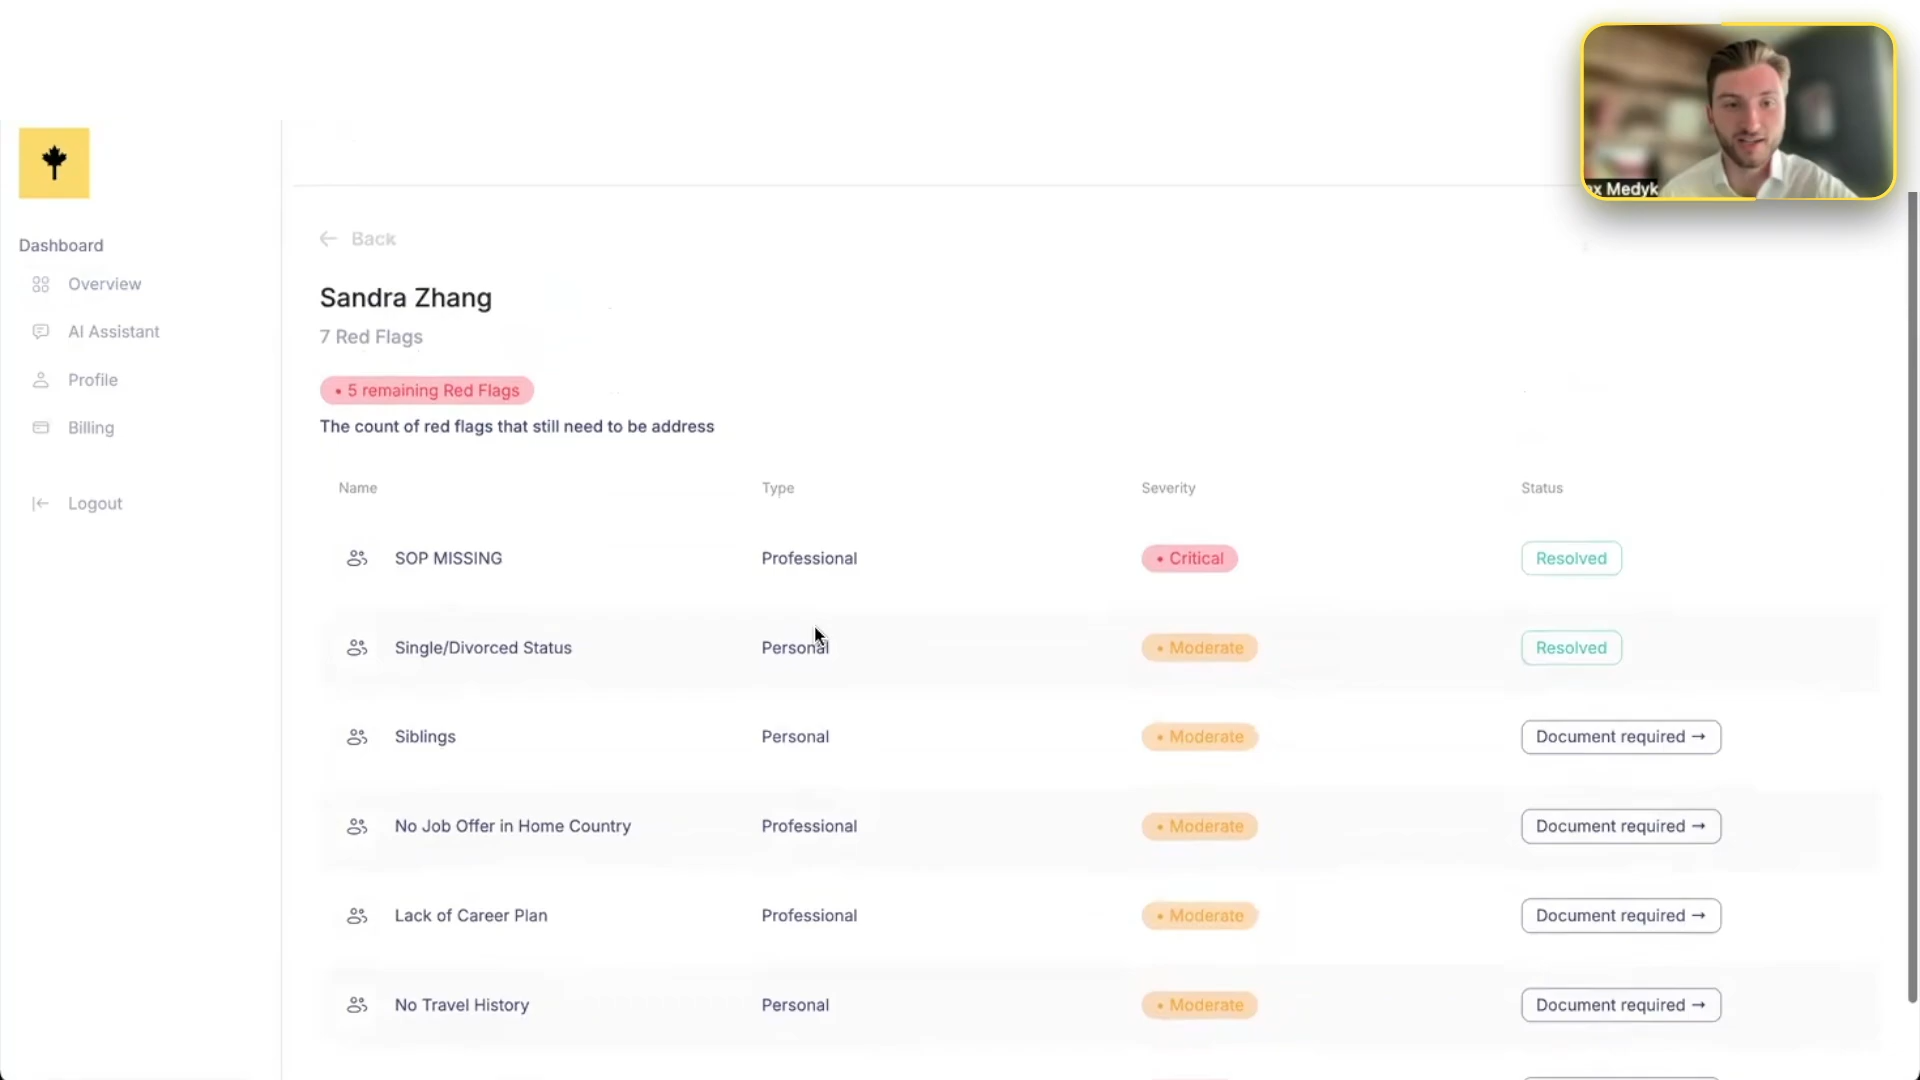 x Medyk
Dashboard
Overview
AI Assistant
Profile
Billing
Logout
← Back
Sandra Zhang
7 Red Flags
• 5 remaining Red Flags
The count of red flags that still need to be address
Name Type Severity Status
SOP MISSING Professional • Critical Resolved
Single/Divorced Status Personal • Moderate Resolved
Siblings Personal • Moderate Document required →
No Job Offer in Home Country Professional • Moderate Document required →
Lack of Career Plan Professional • Moderate Document required →
No Travel History Personal • Moderate Document required →